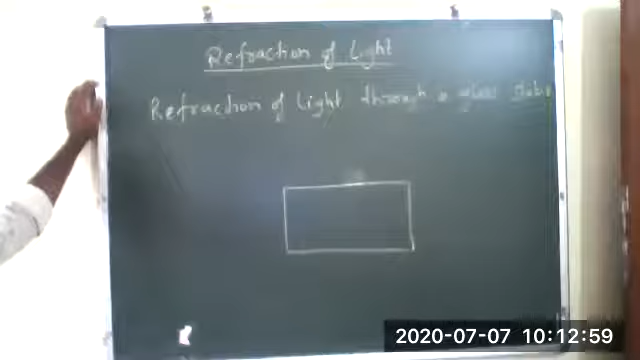 Refraction of Light
Refraction of Light through a glass slab
2020-07-07 10:12:59